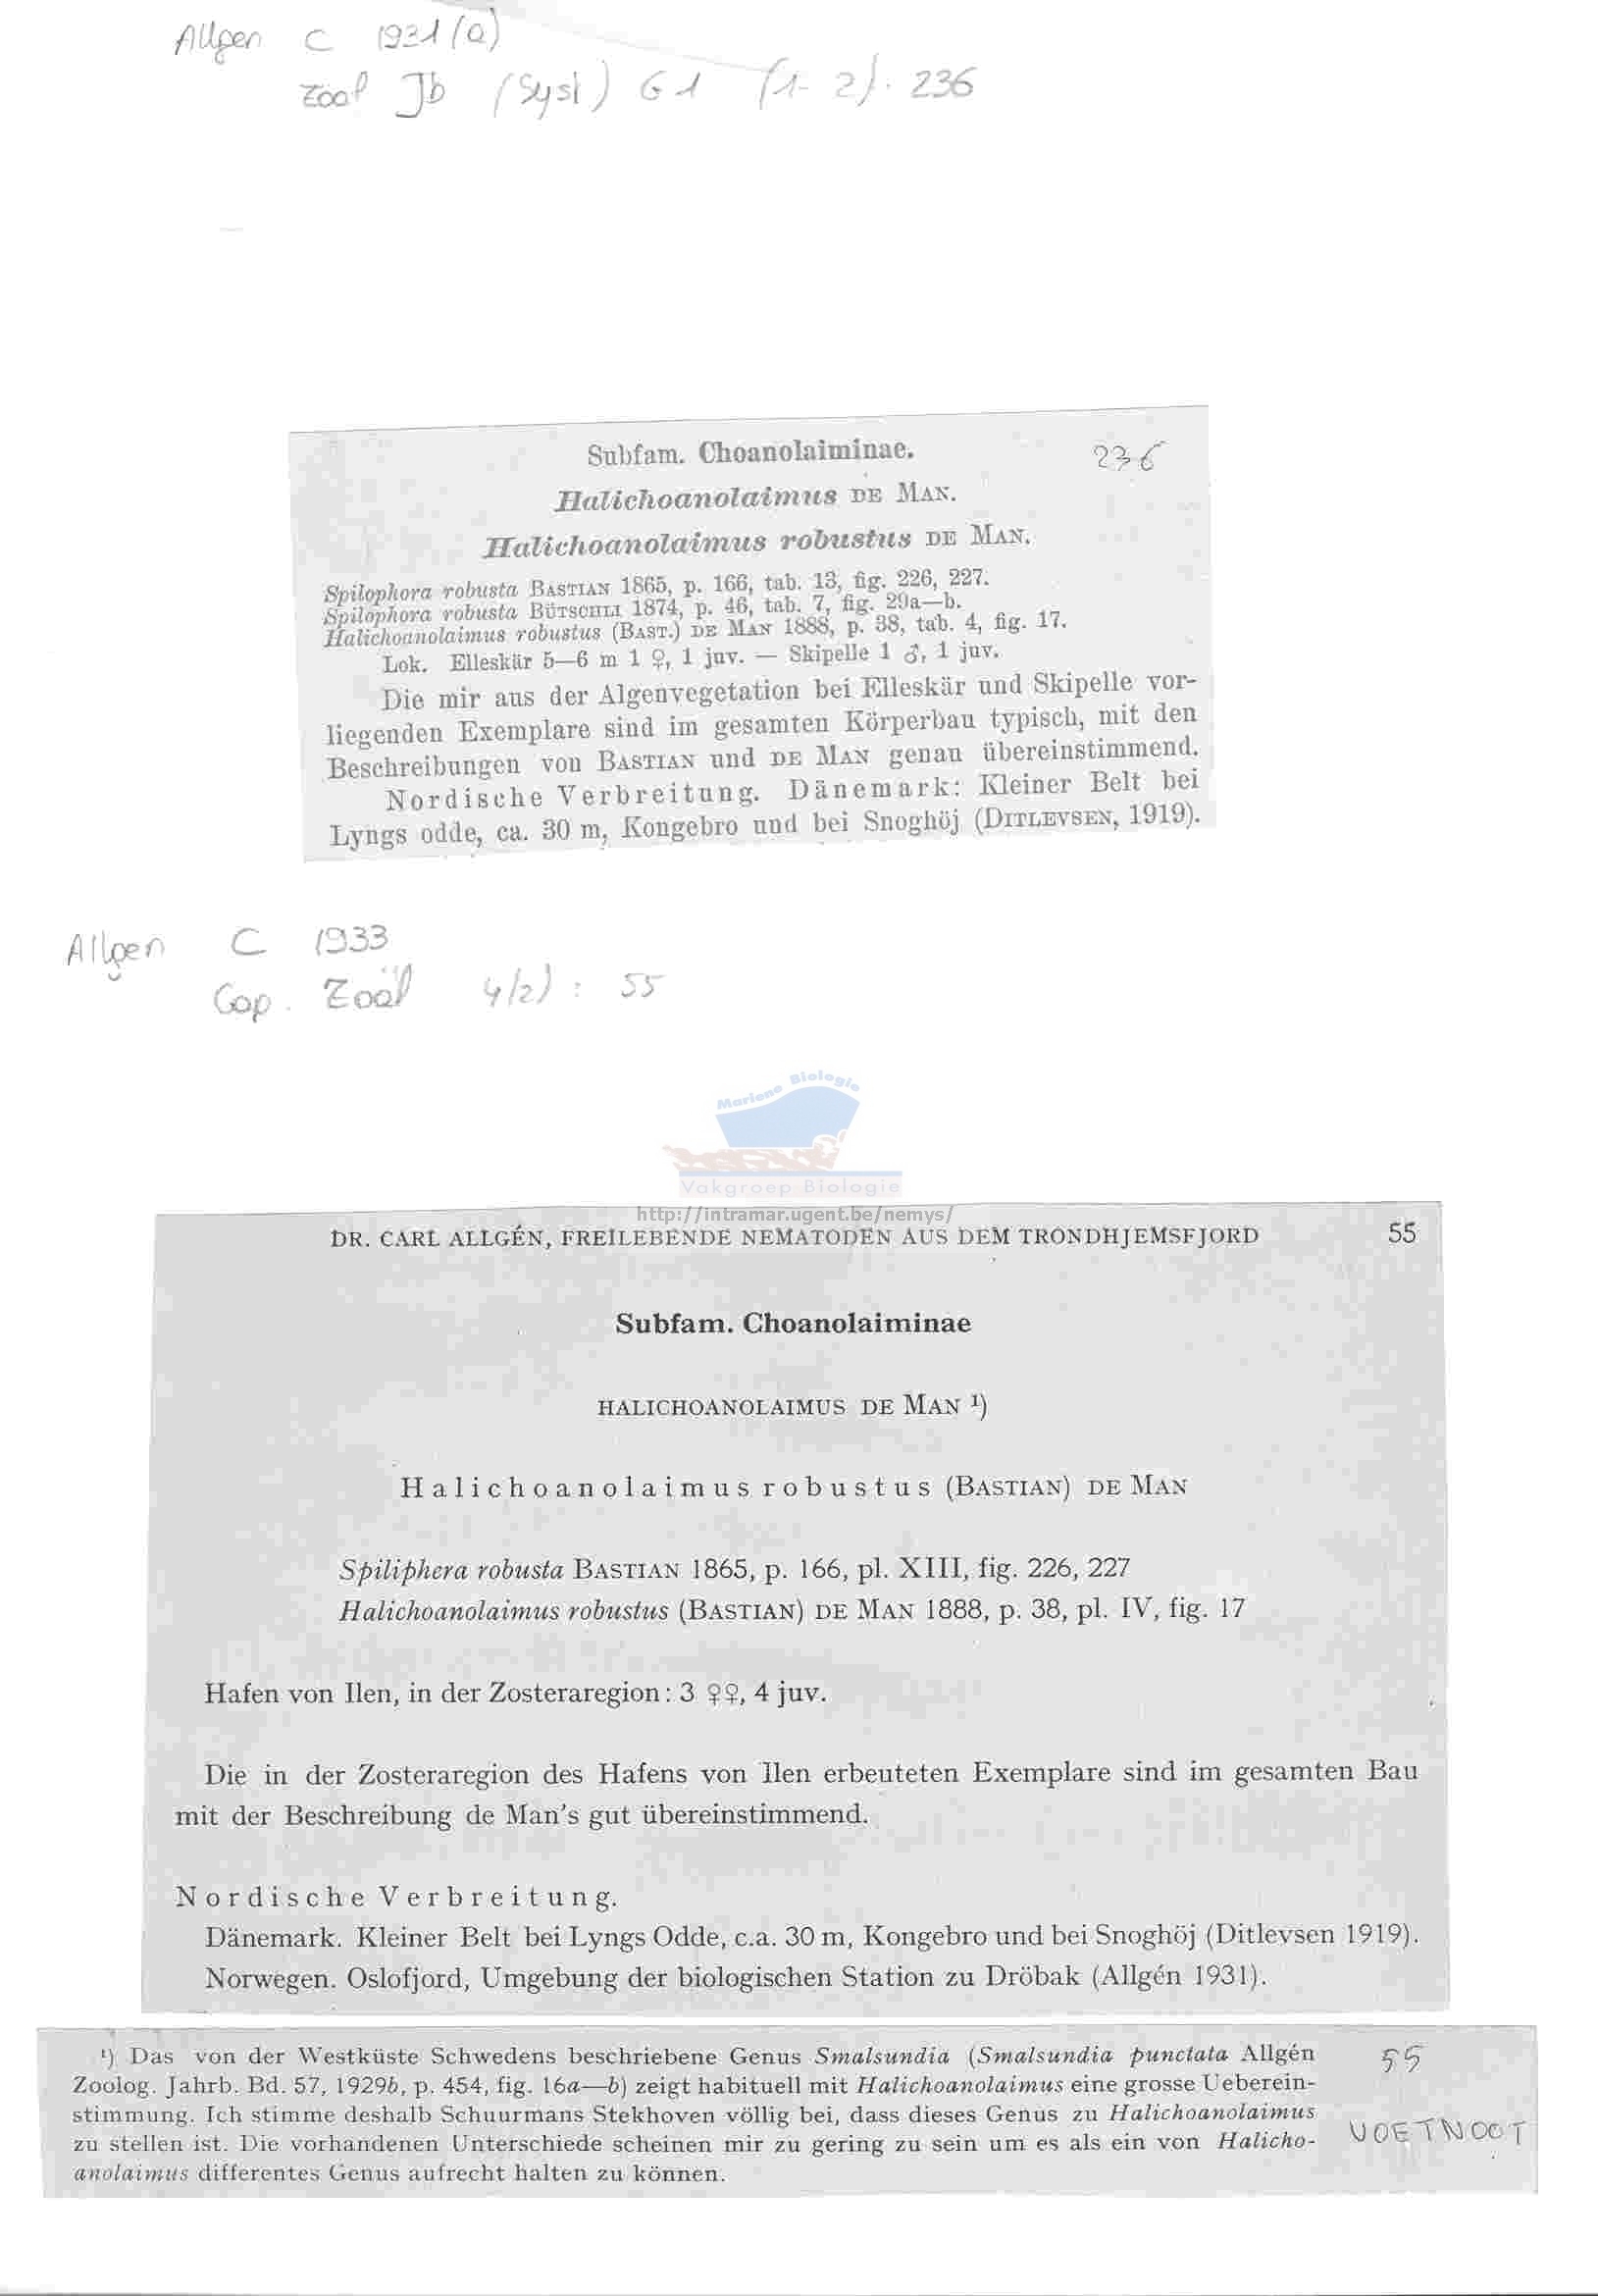 Allgen C 1931 (a)
Zool Jb (Syst) 61 (1-2). 236
Subfam. Choanolaiminae.
236
Halichoanolaimus DE MAN.
Halichoanolaimus robustus DE MAN.
Spilophora robusta BASTIAN 1865, p. 166, tab. 13, fig. 226, 227.
Spilophora robusta BÜTSCHLI 1874, p. 46, tab. 7, fig. 29a—b.
Halichoanolaimus robustus (BAST.) DE MAN 1888, p. 38, tab. 4, fig. 17.
Lok. Elleskär 5—6 m 1 ♀, 1 juv. — Skipelle 1 ♂, 1 juv.
Die mir aus der Algenvegetation bei Elleskär und Skipelle vor-
liegenden Exemplare sind im gesamten Körperbau typisch, mit den
Beschreibungen von BASTIAN und DE MAN genau übereinstimmend.
Nordische Verbreitung. Dänemark: Kleiner Belt bei
Lyngs odde, ca. 30 m, Kongebro und bei Snoghöj (DITLEVSEN, 1919).
Allgen C 1933
Cap. Zoöl 4(2) : 55
Mariene Biologie
Vakgroep Biologie
http://intramar.ugent.be/nemys/
DR. CARL ALLGÉN, FREILEBENDE NEMATODEN AUS DEM TRONDHJEMSFJORD 55
Subfam. Choanolaiminae
HALICHOANOLAIMUS DE MAN ¹)
Halichoanolaimus robustus (BASTIAN) DE MAN
Spiliphera robusta BASTIAN 1865, p. 166, pl. XIII, fig. 226, 227
Halichoanolaimus robustus (BASTIAN) DE MAN 1888, p. 38, pl. IV, fig. 17
Hafen von Ilen, in der Zosteraregion: 3 ♀♀, 4 juv.
Die in der Zosteraregion des Hafens von Ilen erbeuteten Exemplare sind im gesamten Bau
mit der Beschreibung de Man's gut übereinstimmend.
Nordische Verbreitung.
Dänemark. Kleiner Belt bei Lyngs Odde, c.a. 30 m, Kongebro und bei Snoghöj (Ditlevsen 1919).
Norwegen. Oslofjord, Umgebung der biologischen Station zu Dröbak (Allgén 1931).
¹) Das von der Westküste Schwedens beschriebene Genus Smalsundia (Smalsundia punctata Allgén
Zoolog. Jahrb. Bd. 57, 1929b, p. 454, fig. 16a—b) zeigt habituell mit Halichoanolaimus eine grosse Ueberein-
stimmung. Ich stimme deshalb Schuurmans Stekhoven völlig bei, dass dieses Genus zu Halichoanolaimus
zu stellen ist. Die vorhandenen Unterschiede scheinen mir zu gering zu sein um es als ein von Halicho-
anolaimus differentes Genus aufrecht halten zu können.
55
VOETNOOT